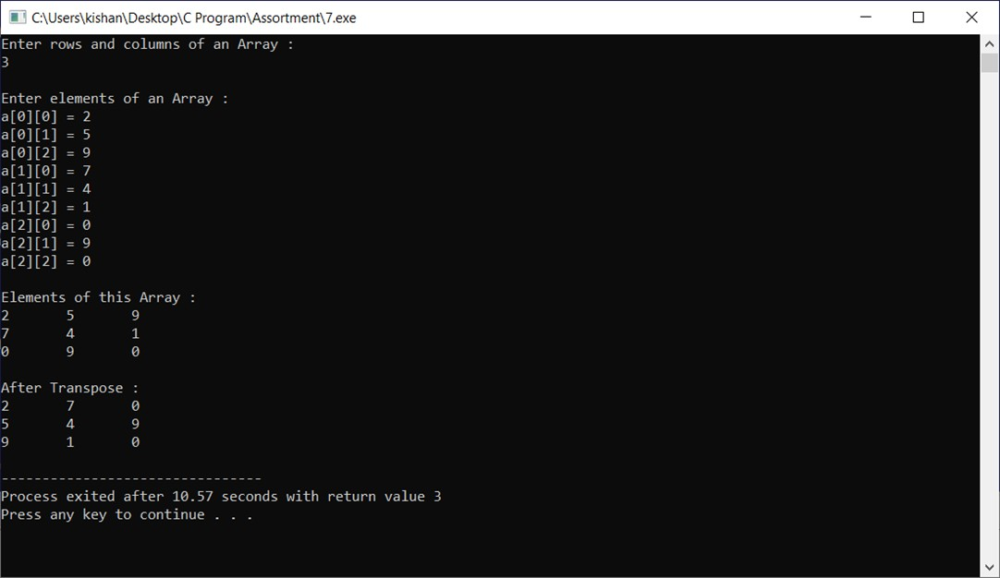 C:\Users\kishan\Desktop\C Program\Assortment\7.exe
Enter rows and columns of an Array :
3
Enter elements of an Array :
a[0][0] = 2
a[0][1] = 5
a[0][2] = 9
a[1][0] = 7
a[1][1] = 4
a[1][2] = 1
a[2][0] = 0
a[2][1] = 9
a[2][2] = 0
Elements of this Array :
2 5 9
7 4 1
0 9 0
After Transpose :
2 7 0
5 4 9
9 1 0
--------------------------------
Process exited after 10.57 seconds with return value 3
Press any key to continue . . .